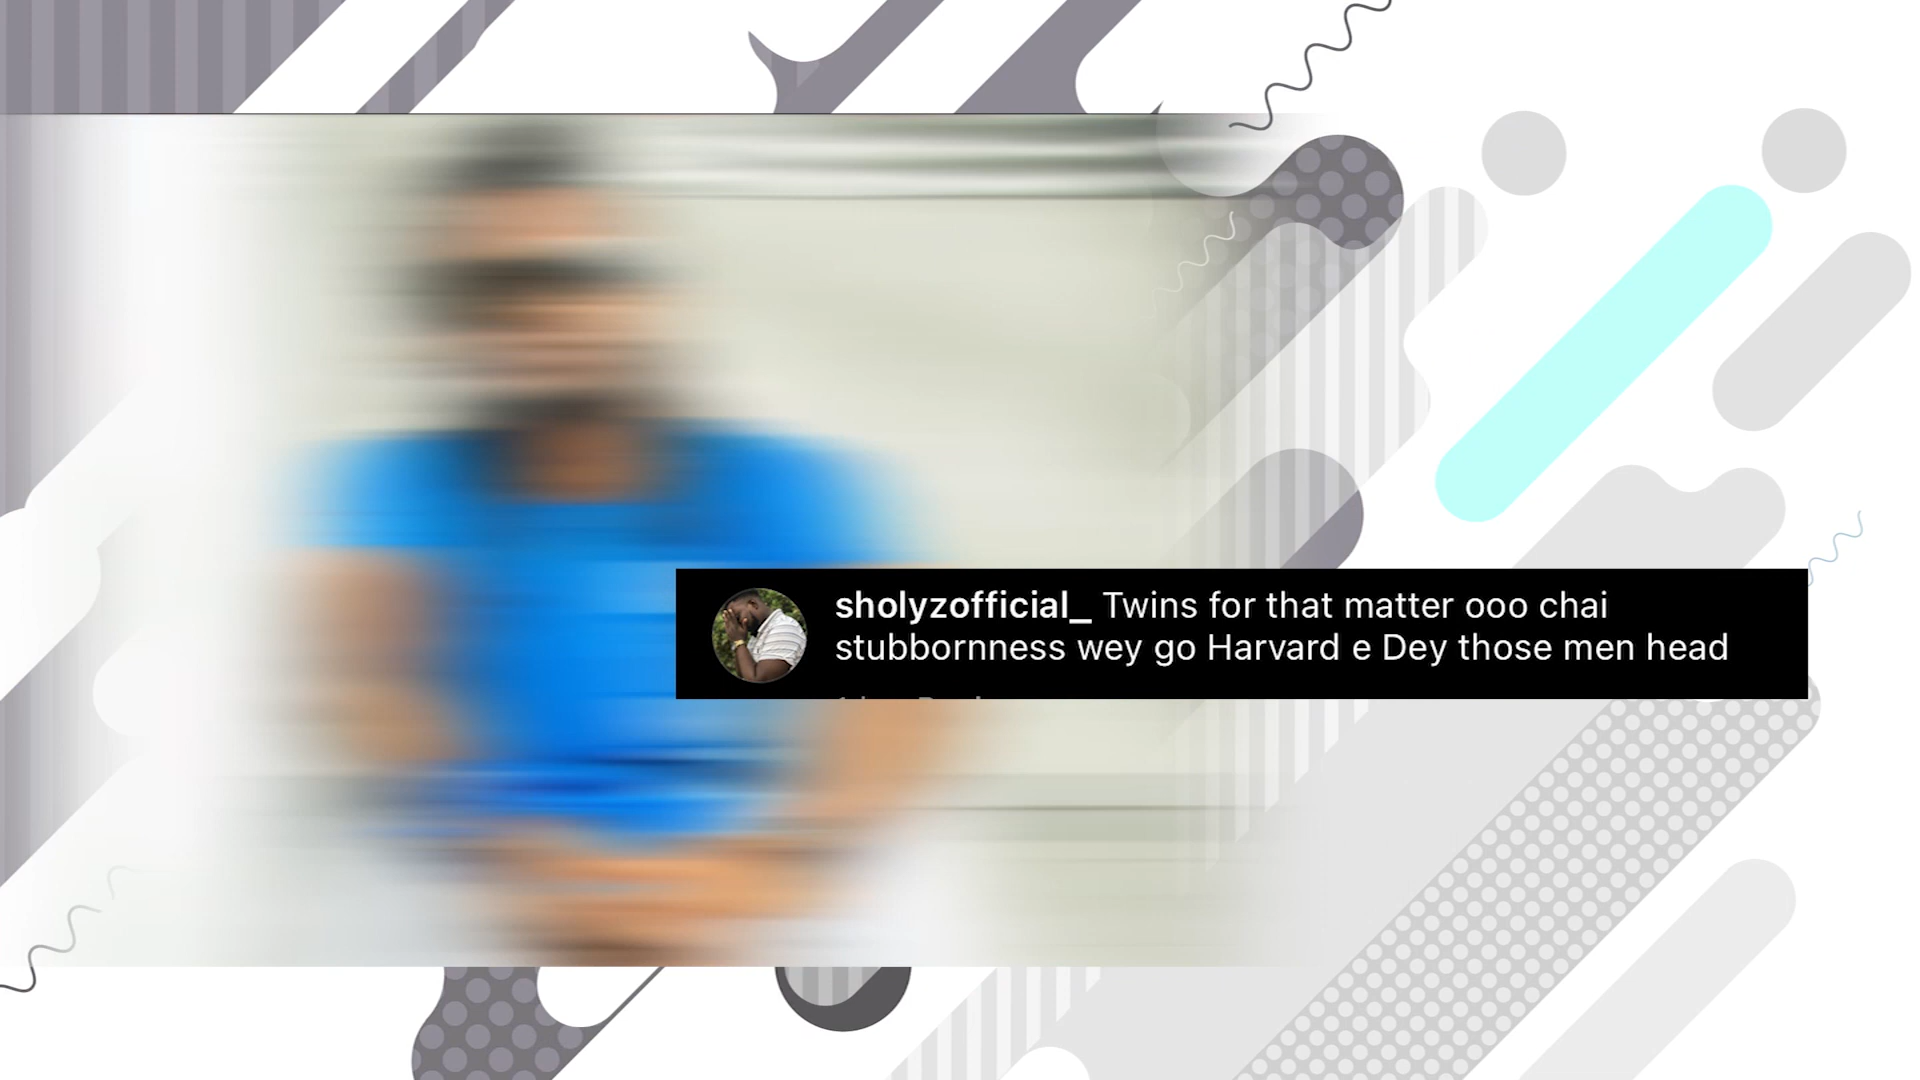 sholyzofficial_ Twins for that matter ooo chai
stubbornness wey go Harvard e Dey those men head